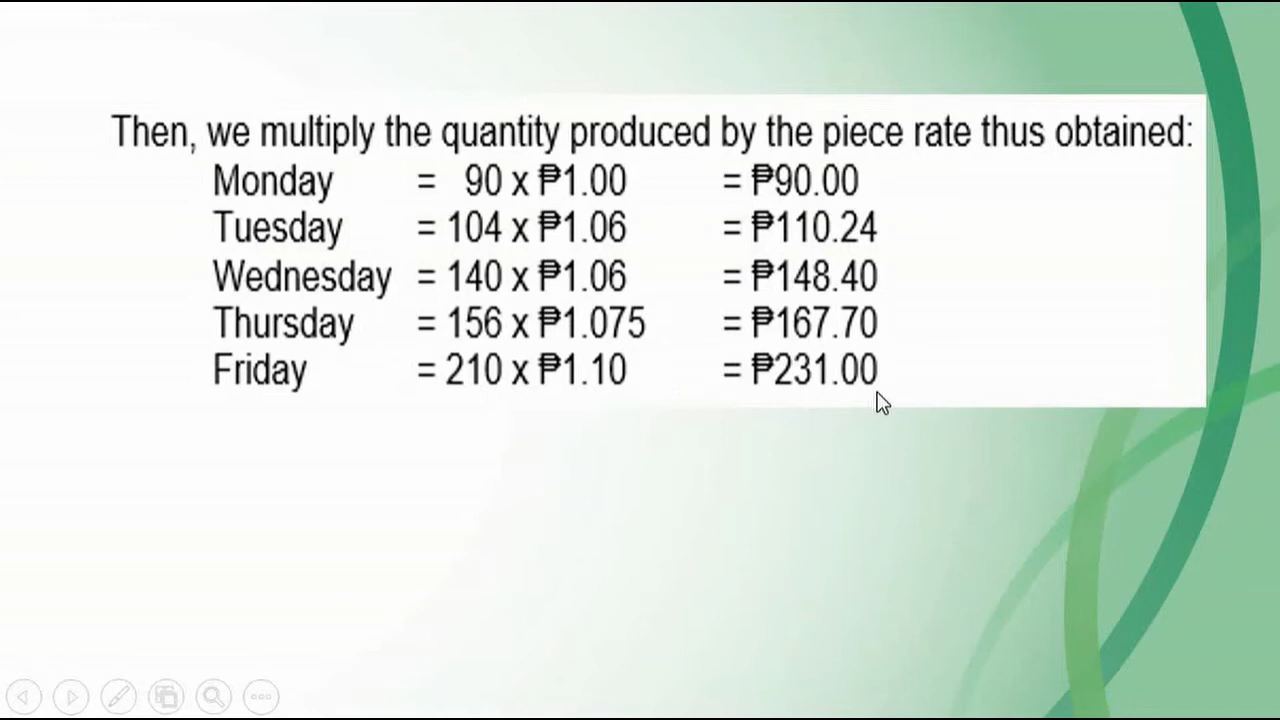 Then, we multiply the quantity produced by the piece rate thus obtained:
Monday = 90 x ₱1.00 = ₱90.00
Tuesday = 104 x ₱1.06 = ₱110.24
Wednesday = 140 x ₱1.06 = ₱148.40
Thursday = 156 x ₱1.075 = ₱167.70
Friday = 210 x ₱1.10 = ₱231.00